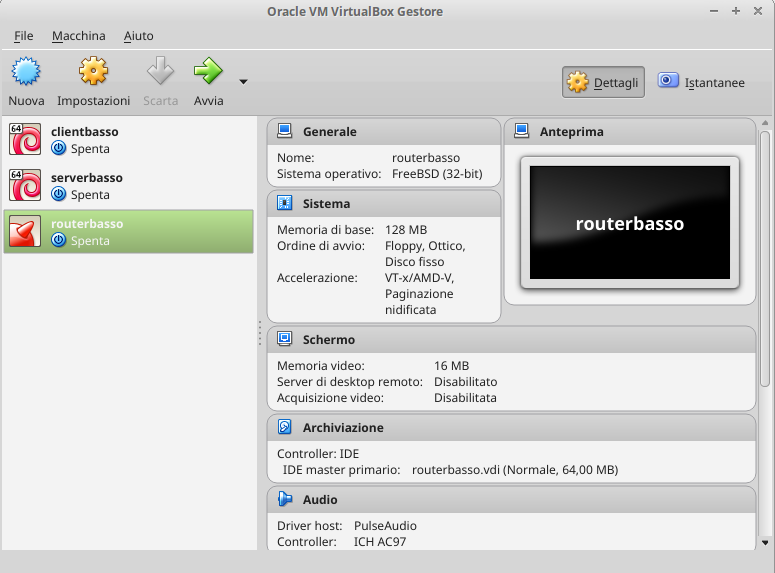 Oracle VM VirtualBox Gestore
File Macchina Aiuto
Nuova Impostazioni Scarta Avvia Dettagli Istantanee
64 clientbasso
Spenta
64 serverbasso
Spenta
routerbasso
Spenta
Generale
Nome: routerbasso
Sistema operativo: FreeBSD (32-bit)
Sistema
Memoria di base: 128 MB
Ordine di avvio: Floppy, Ottico,
Disco fisso
Accelerazione: VT-x/AMD-V,
Paginazione
nidificata
Anteprima
routerbasso
Schermo
Memoria video: 16 MB
Server di desktop remoto: Disabilitato
Acquisizione video: Disabilitata
Archiviazione
Controller: IDE
IDE master primario: routerbasso.vdi (Normale, 64,00 MB)
Audio
Driver host: PulseAudio
Controller: ICH AC97